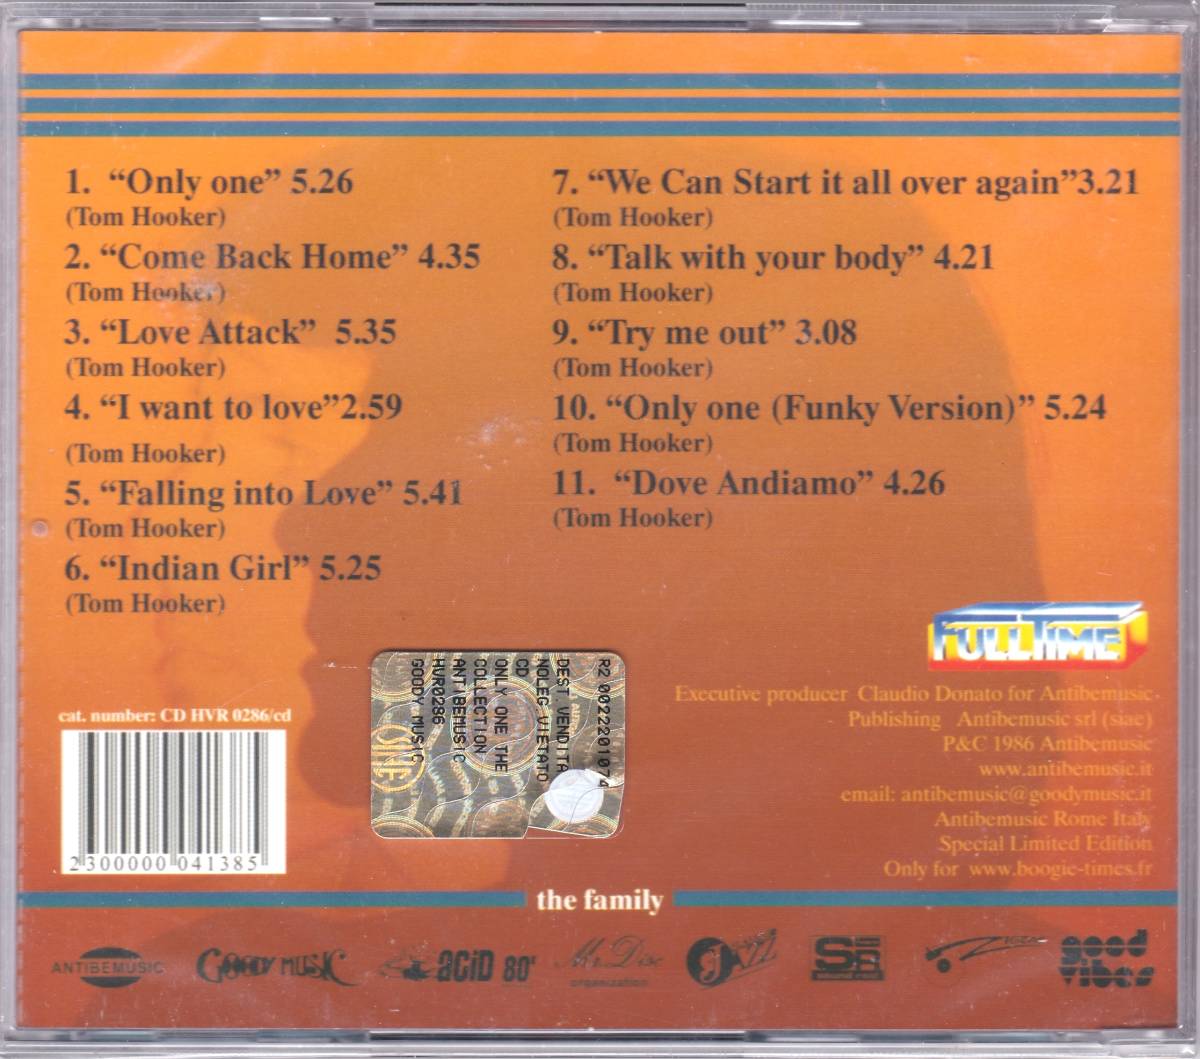 1. “Only one” 5.26
(Tom Hooker)
2. “Come Back Home” 4.35
(Tom Hooker)
3. “Love Attack” 5.35
(Tom Hooker)
4. “I want to love”2.59
(Tom Hooker)
5. “Falling into Love” 5.41
(Tom Hooker)
6. “Indian Girl” 5.25
(Tom Hooker)
7. “We Can Start it all over again”3.21
(Tom Hooker)
8. “Talk with your body” 4.21
(Tom Hooker)
9. “Try me out” 3.08
(Tom Hooker)
10. “Only one (Funky Version)” 5.24
(Tom Hooker)
11. “Dove Andiamo” 4.26
(Tom Hooker)
FULLTIME
Executive producer Claudio Donato for Antibemusic
Publishing Antibemusic srl (siae)
P&C 1986 Antibemusic
www.antibemusic.it
email: antibemusic@goodymusic.it
Antibemusic Rome Italy
Special Limited Edition
Only for www.boogie-times.fr
R2 002220107
DEST VENDITA
NOLEG VIETATO
CD
ONLY ONE THE
COLLECTION
ANTIBEMUSIC
HVR0286
GOODY MUSIC
cat. number: CD HVR 0286/cd
2 300000 041385
the family
ANTIBEMUSIC
GOODY MUSIC
ACID 80'
Mr Disc
organization
JAZZ
good
vibes